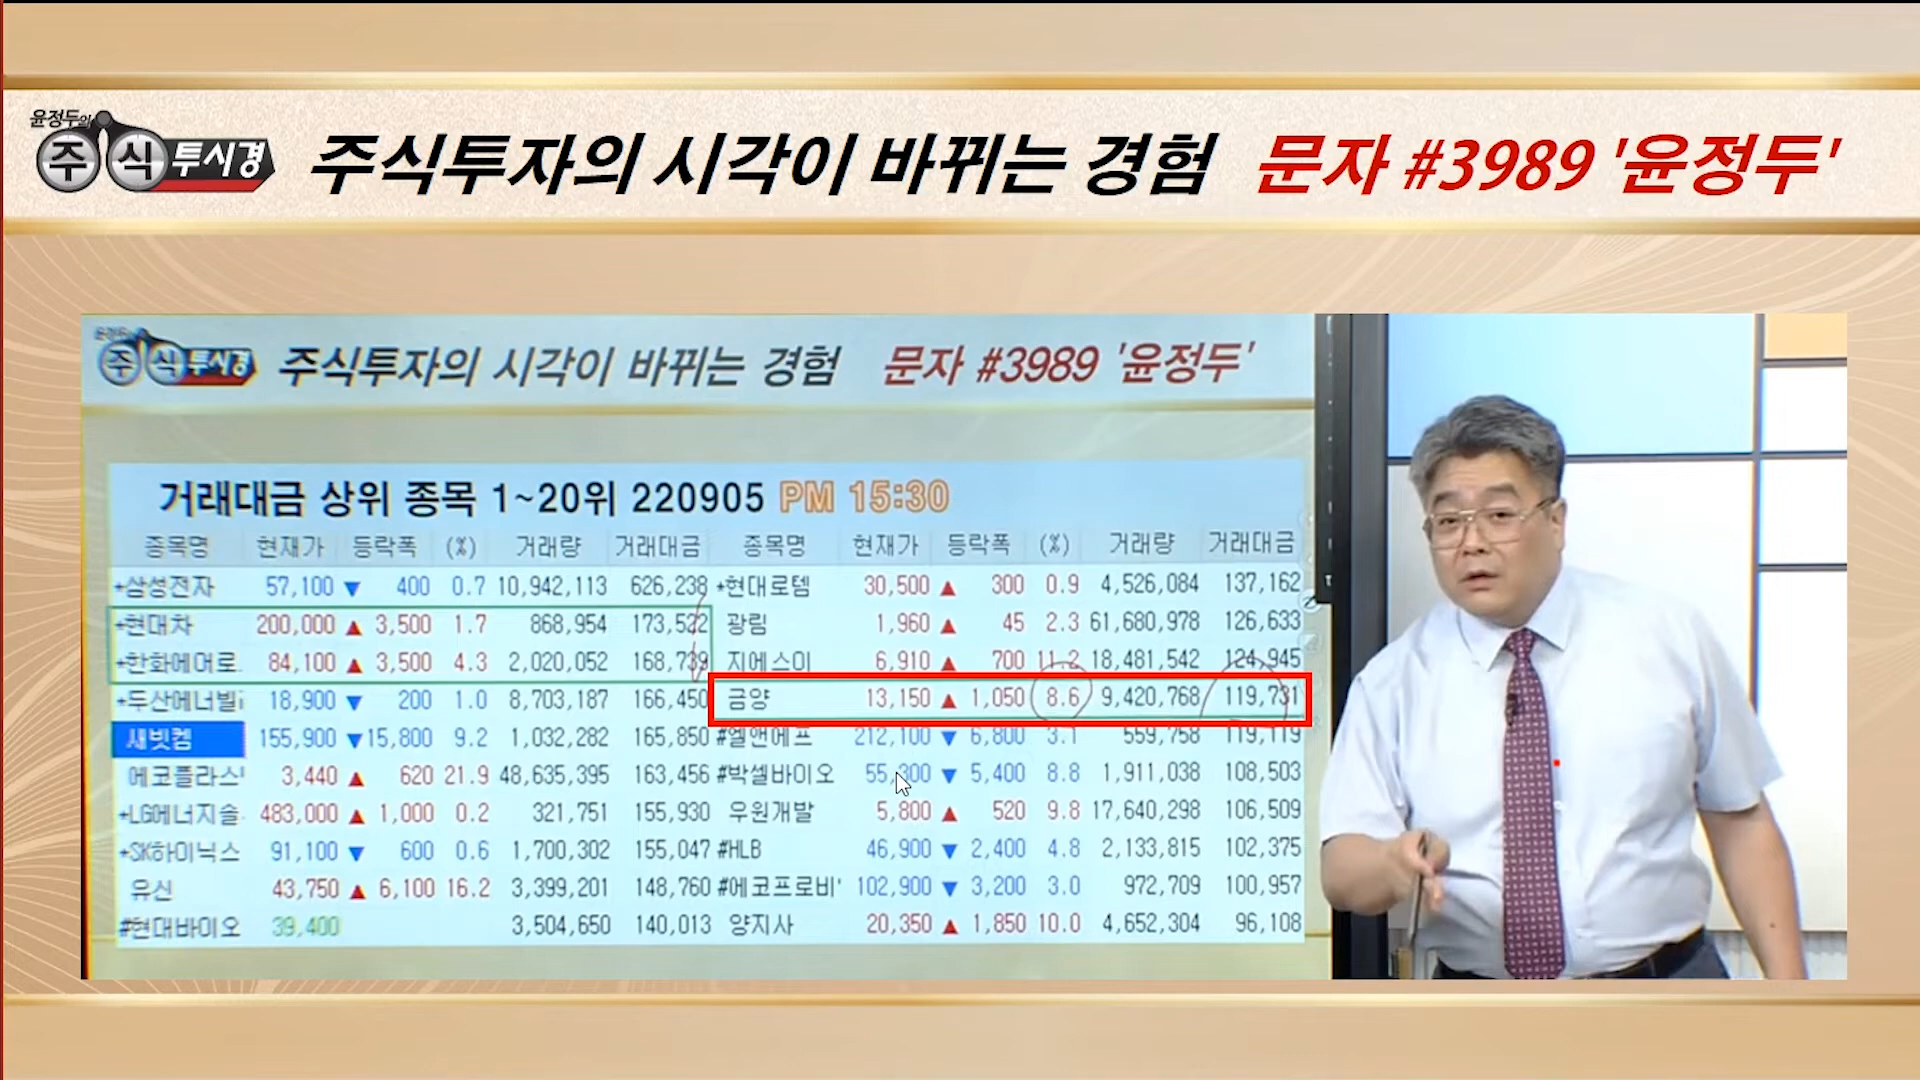 윤정두의
주식투시경
주식투자의 시각이 바뀌는 경험 문자 #3989 '윤정두'
윤정두의
주식투시경
주식투자의 시각이 바뀌는 경험 문자 #3989 '윤정두'
거래대금 상위 종목 1~20위 220905 PM 15:30
종목명 현재가 등락폭 (%) 거래량 거래대금 종목명 현재가 등락폭 (%) 거래량 거래대금
+삼성전자 57,100 ▼ 400 0.7 10,942,113 626,238 +현대로템 30,500 ▲ 300 0.9 4,526,084 137,162
+현대차 200,000 ▲ 3,500 1.7 868,954 173,522 광림 1,960 ▲ 45 2.3 61,680,978 126,633
+한화에어로. 84,100 ▲ 3,500 4.3 2,020,052 168,739 지에스이 6,910 ▲ 700 11.2 18,481,542 124,945
+두산에너빌 18,900 ▼ 200 1.0 8,703,187 166,450 금양 13,150 ▲ 1,050 8.6 9,420,768 119,731
새빗켐 155,900 ▼ 15,800 9.2 1,032,282 165,850 #엘앤에프 212,100 ▼ 6,800 3.1 559,758 119,119
에코플라스 3,440 ▲ 620 21.9 48,635,395 163,456 #박셀바이오 55,300 ▼ 5,400 8.8 1,911,038 108,503
+LG에너지솔. 483,000 ▲ 1,000 0.2 321,751 155,930 우원개발 5,800 ▲ 520 9.8 17,640,298 106,509
+SK하이닉스 91,100 ▼ 600 0.6 1,700,302 155,047 #HLB 46,900 ▼ 2,400 4.8 2,133,815 102,375
유신 43,750 ▲ 6,100 16.2 3,399,201 148,760 #에코프로비 102,900 ▼ 3,200 3.0 972,709 100,957
#현대바이오 39,400 3,504,650 140,013 양지사 20,350 ▲ 1,850 10.0 4,652,304 96,108